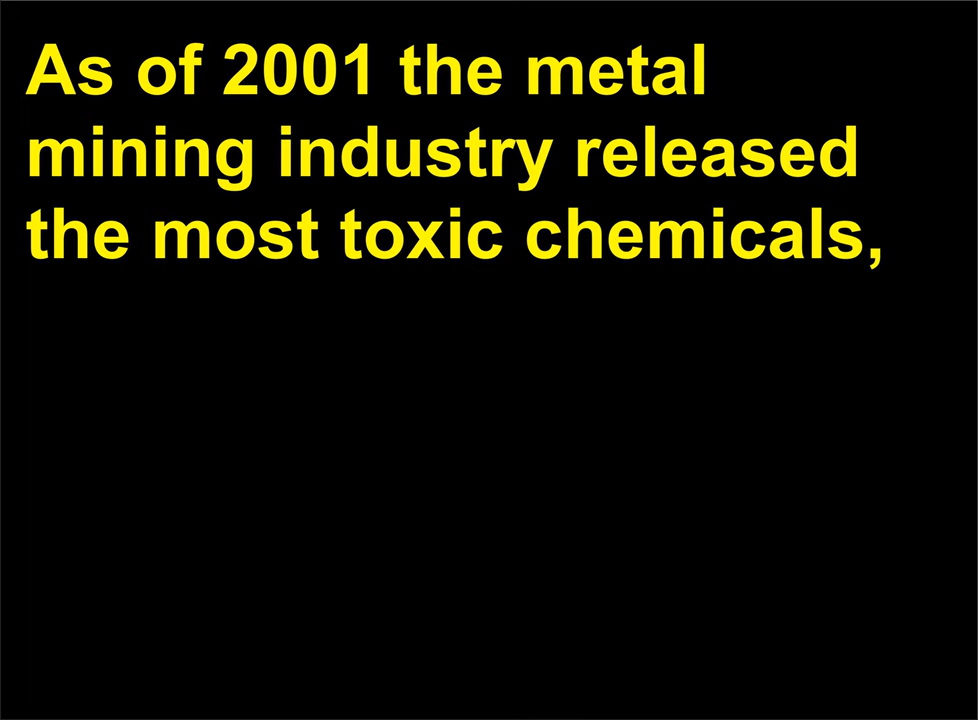 As of 2001 the metal
mining industry released
the most toxic chemicals,